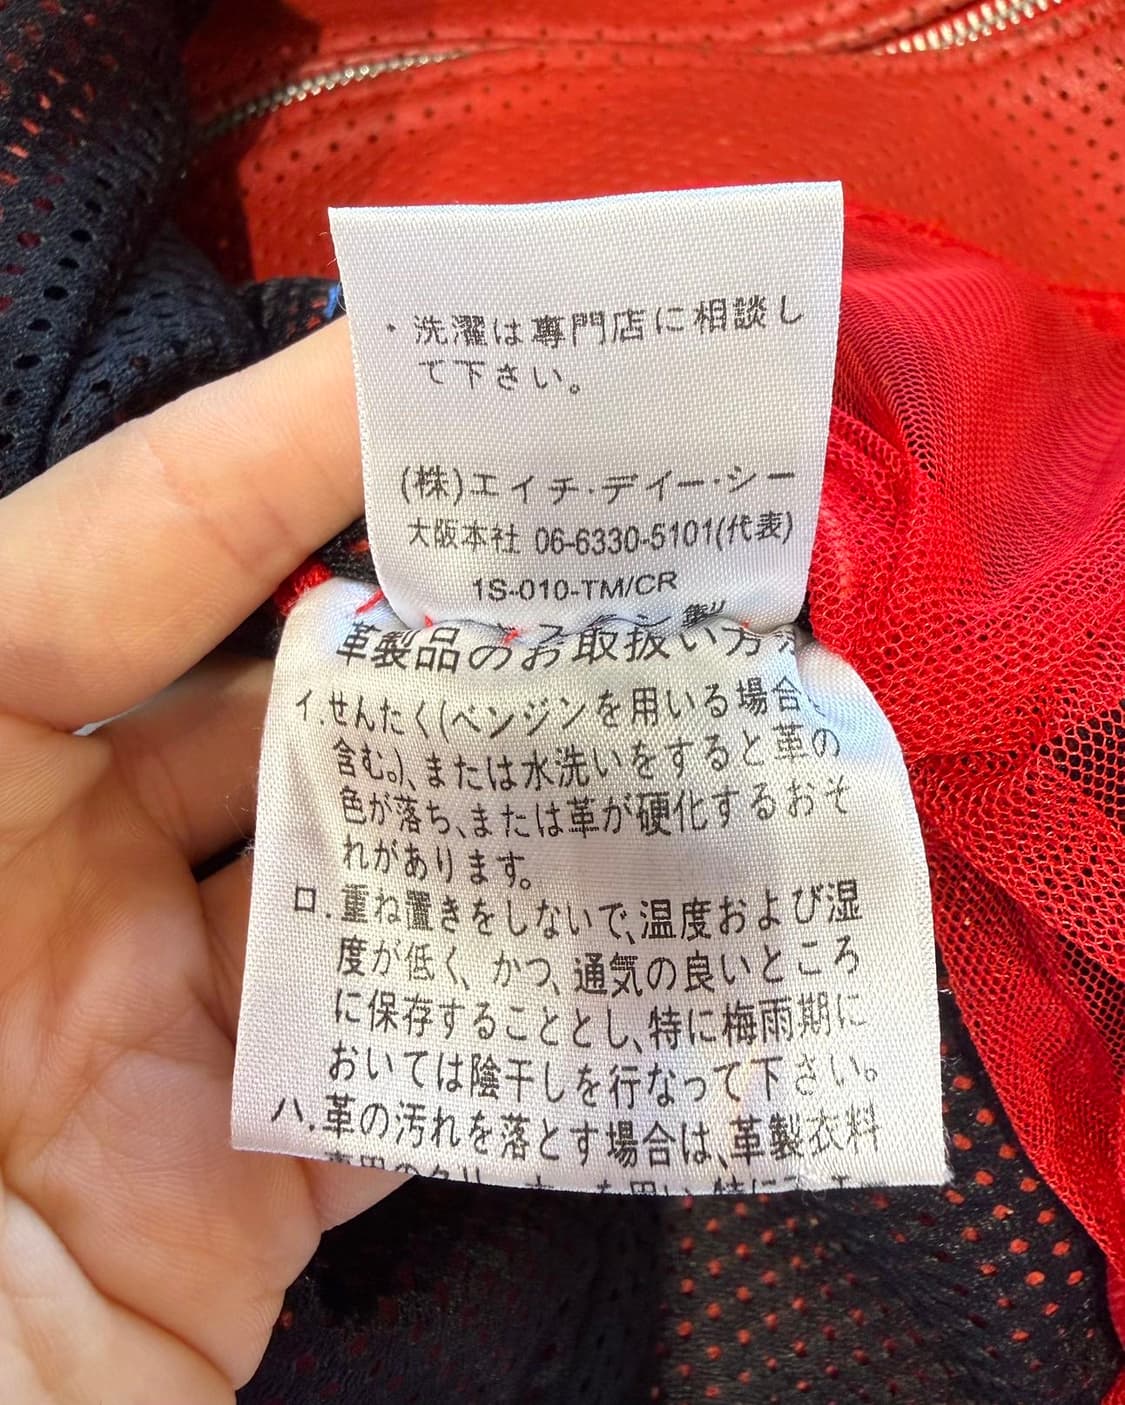 ・洗濯は専門店に相談し
て下さい。
(株)エイチ・デイー・シー
大阪本社 06-6330-5101(代表)
1S-010-TM/CR
製
革製品のお取扱い方
イ.せんたく(ベンジンを用いる場合
含む。)、または水洗いをすると革の
色が落ち、または革が硬化するおそ
れがあります。
ロ.重ね置きをしないで、温度および湿
度が低く、かつ、通気の良いところ
に保存することとし、特に梅雨期に
おいては陰干しを行なって下さい。
ハ.革の汚れを落とす場合は、革製衣料